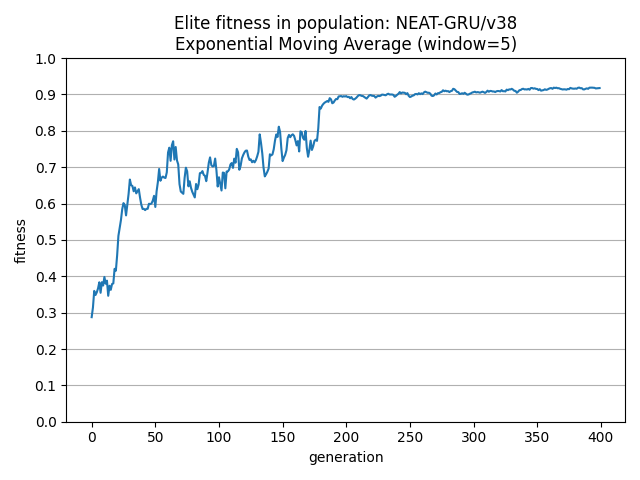 Elite fitness in population: NEAT-GRU/v38
Exponential Moving Average (window=5)
1.0
0.9
0.8
0.7
0.6
0.5
0.4
0.3
0.2
0.1
0.0
fitness
0 50 100 150 200 250 300 350 400
generation